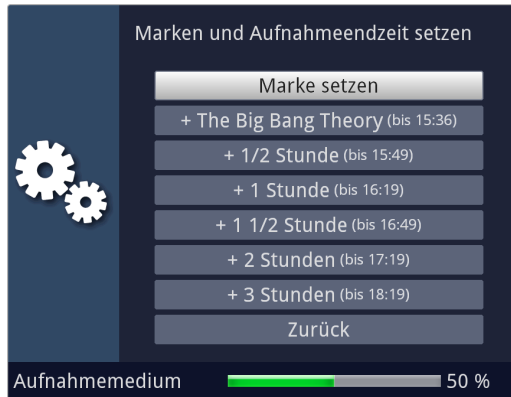 Marken und Aufnahmeendzeit setzen
Marke setzen
+ The Big Bang Theory (bis 15:36)
+ 1/2 Stunde (bis 15:49)
+ 1 Stunde (bis 16:19)
+ 1 1/2 Stunde (bis 16:49)
+ 2 Stunden (bis 17:19)
+ 3 Stunden (bis 18:19)
Zurück
Aufnahmemedium 50 %